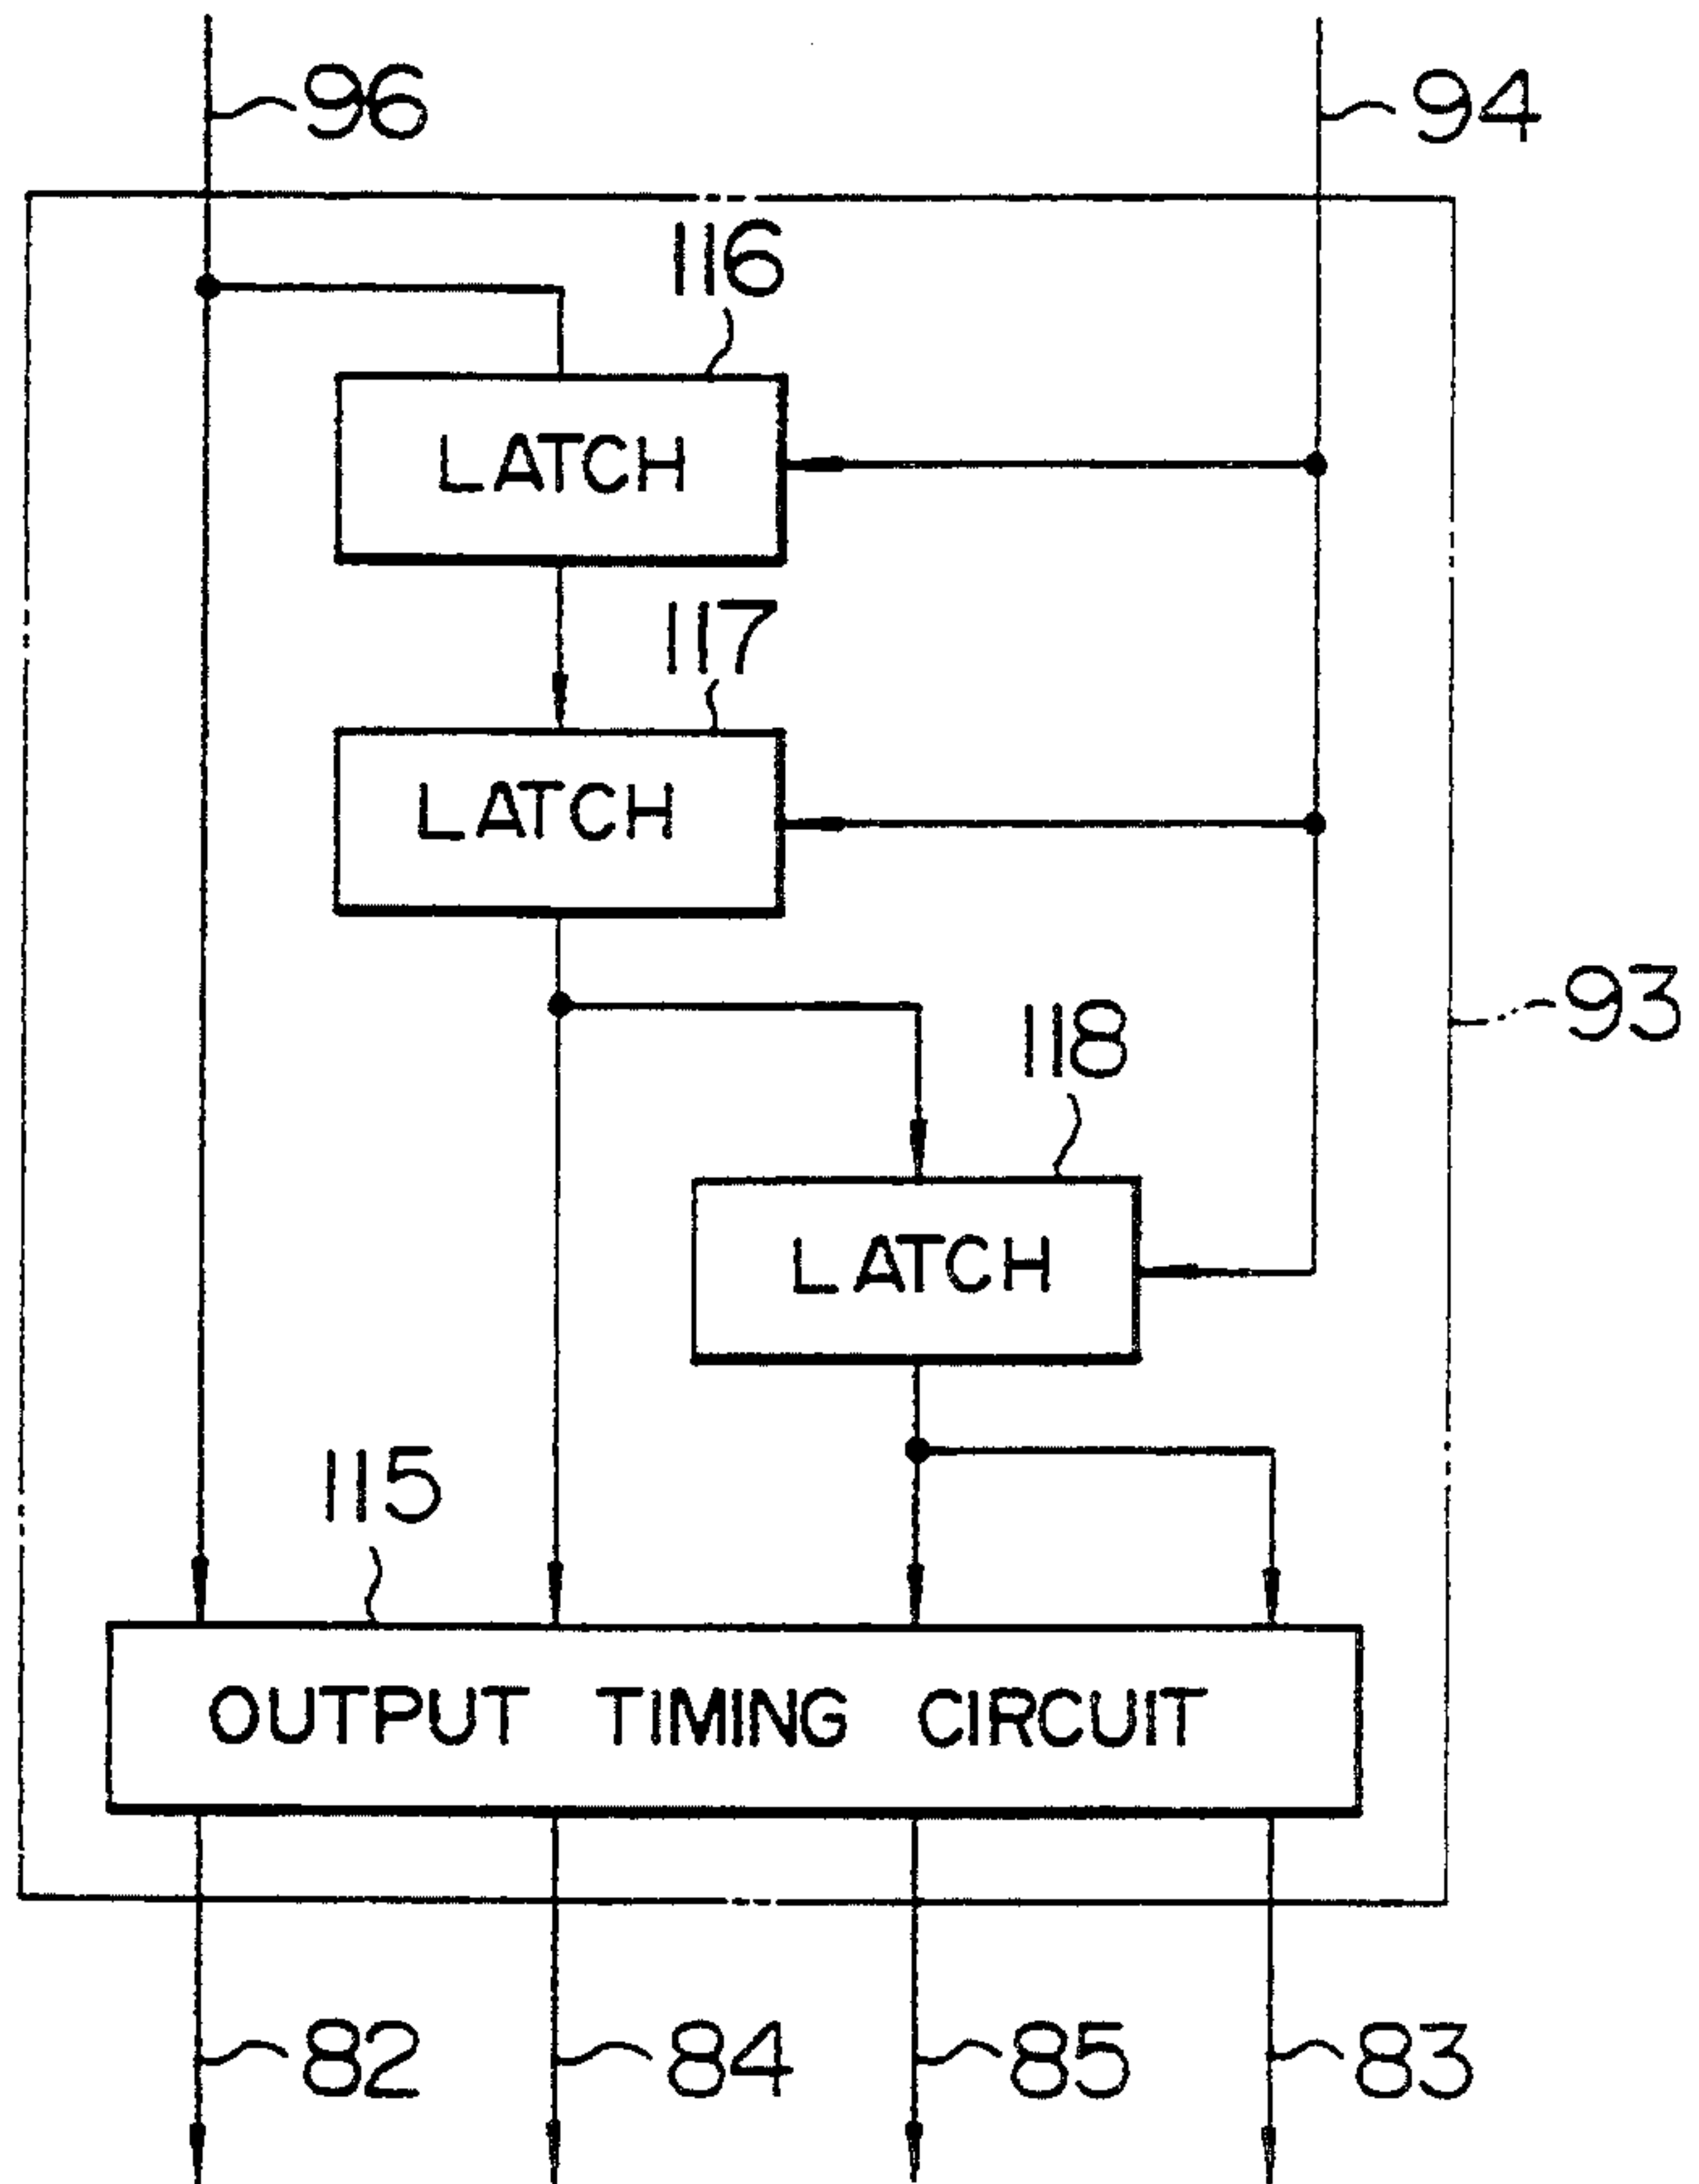 96
94
116
LATCH
117
LATCH
93
118
LATCH
115
OUTPUT TIMING CIRCUIT
82
84
85
83